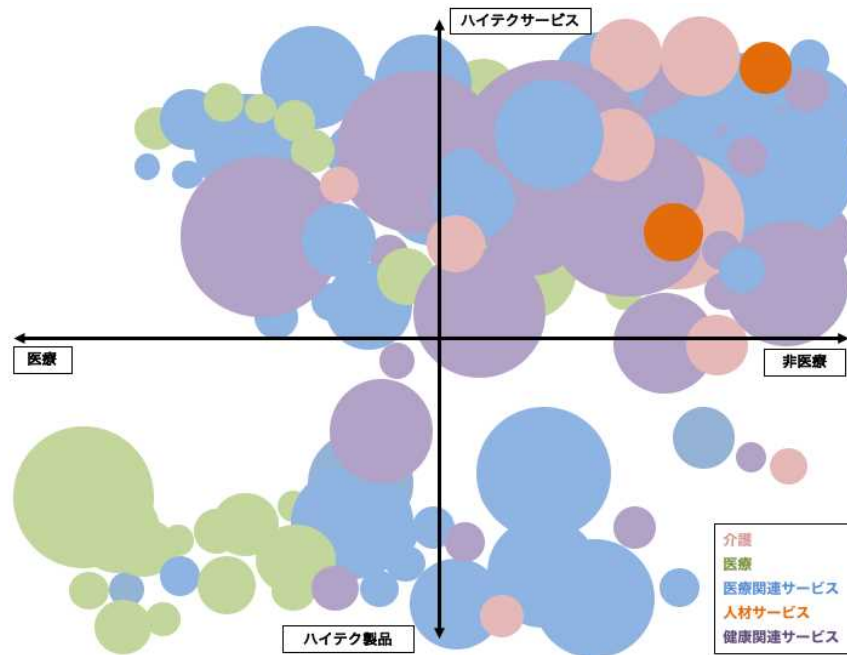 ハイテクサービス
医療
非医療
介護
医療
医療関連サービス
人材サービス
健康関連サービス
ハイテク製品